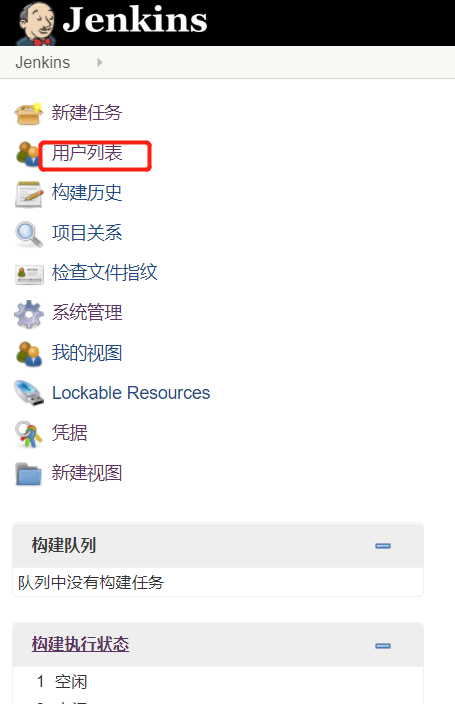 Jenkins
Jenkins
新建任务
用户列表
构建历史
项目关系
检查文件指纹
系统管理
我的视图
Lockable Resources
凭据
新建视图
构建队列
队列中没有构建任务
构建执行状态
1 空闲